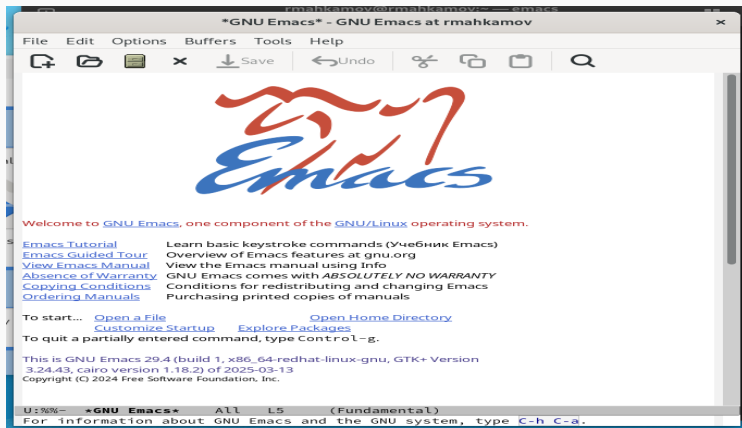 rmahkamov@rmahkamov:~ — emacs
*GNU Emacs* - GNU Emacs at rmahkamov
File Edit Options Buffers Tools Help
Save Undo
Emacs
Welcome to GNU Emacs, one component of the GNU/Linux operating system.
Emacs Tutorial Learn basic keystroke commands (Учебник Emacs)
Emacs Guided Tour Overview of Emacs features at gnu.org
View Emacs Manual View the Emacs manual using Info
Absence of Warranty GNU Emacs comes with ABSOLUTELY NO WARRANTY
Copying Conditions Conditions for redistributing and changing Emacs
Ordering Manuals Purchasing printed copies of manuals
To start... Open a File Open Home Directory
Customize Startup Explore Packages
To quit a partially entered command, type Control-g.
This is GNU Emacs 29.4 (build 1, x86_64-redhat-linux-gnu, GTK+ Version
3.24.43, cairo version 1.18.2) of 2025-03-13
Copyright (C) 2024 Free Software Foundation, Inc.
U:%%- *GNU Emacs* All L5 (Fundamental)
For information about GNU Emacs and the GNU system, type C-h C-a.